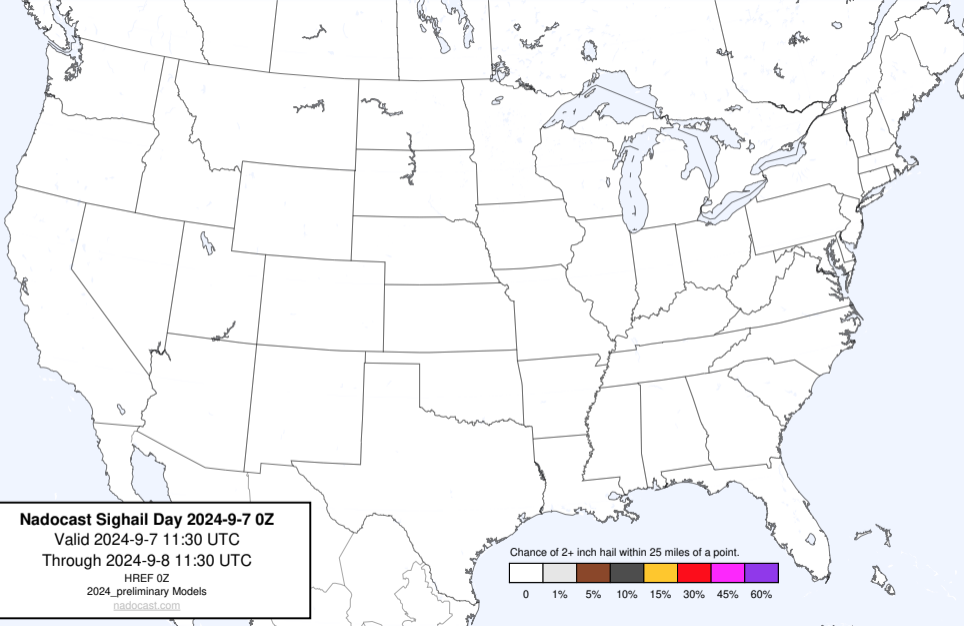 Nadocast Sighail Day 2024-9-7 0Z
Valid 2024-9-7 11:30 UTC
Through 2024-9-8 11:30 UTC
HREF 0Z
2024_preliminary Models
nadocast.com
Chance of 2+ inch hail within 25 miles of a point.
0 1% 5% 10% 15% 30% 45% 60%